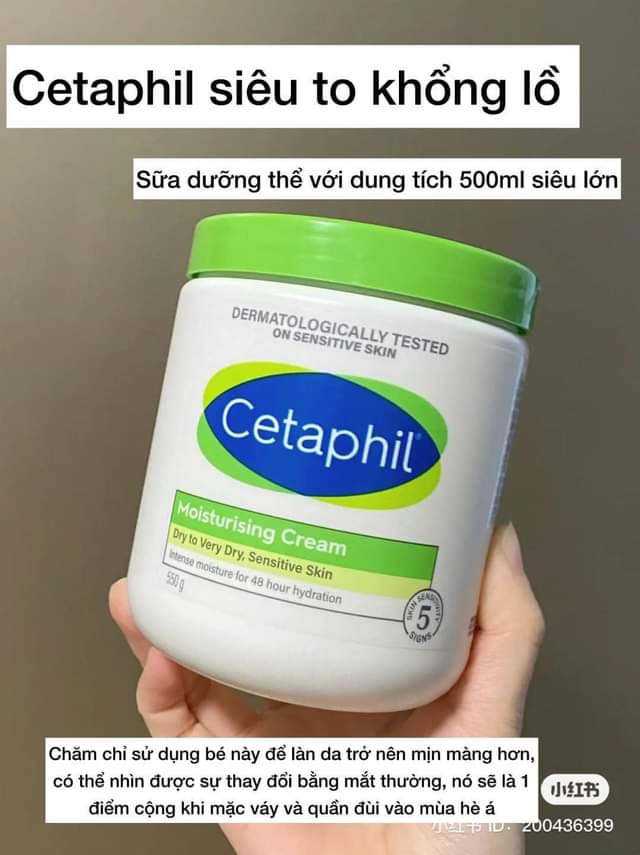 Cetaphil siêu to khổng lồ
Sữa dưỡng thể với dung tích 500ml siêu lớn
DERMATOLOGICALLY TESTED
ON SENSITIVE SKIN
Cetaphil®
Moisturising Cream
Dry to Very Dry, Sensitive Skin
Intense moisture for 48 hour hydration
550 g
SKIN SENSITIVITY
5
SIGNS
Chăm chỉ sử dụng bé này để làn da trở nên mịn màng hơn,
có thể nhìn được sự thay đổi bằng mắt thường, nó sẽ là 1
điểm cộng khi mặc váy và quần đùi vào mùa hè á
小红书
小红书 ID: 200436399